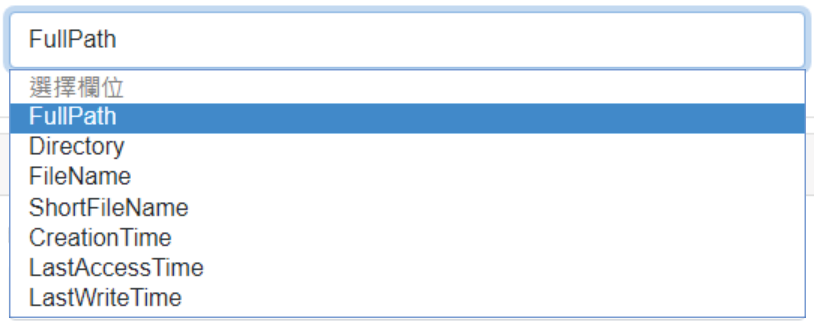 FullPath
選擇欄位
FullPath
Directory
FileName
ShortFileName
CreationTime
LastAccessTime
LastWriteTime